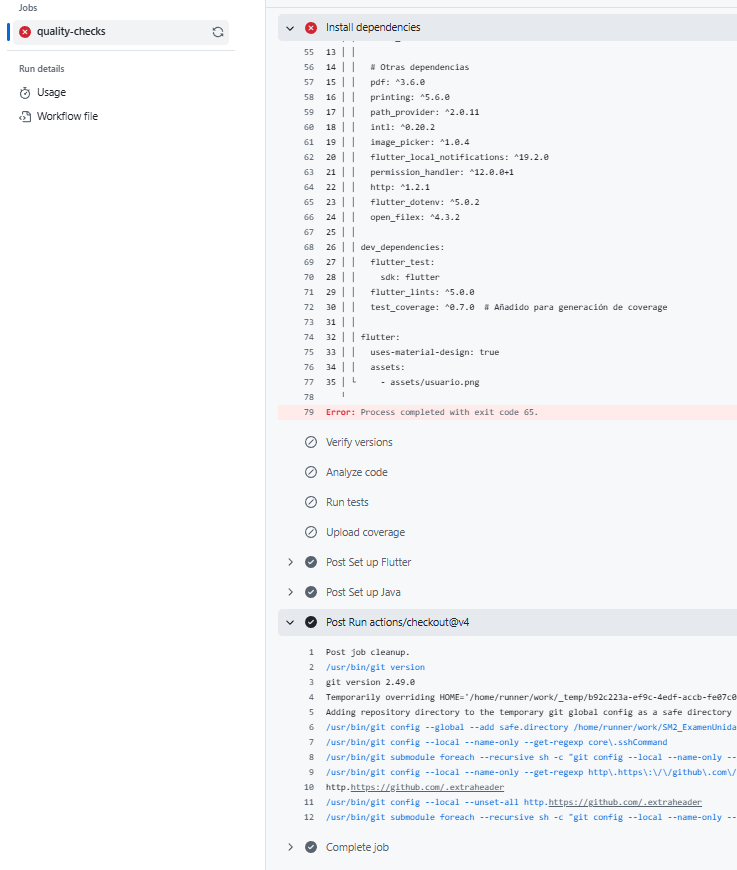 Jobs
quality-checks
Run details
Usage
Workflow file
Install dependencies
55 13 │ │
56 14 │ │ # Otras dependencias
57 15 │ │ pdf: ^3.6.0
58 16 │ │ printing: ^5.6.0
59 17 │ │ path_provider: ^2.0.11
60 18 │ │ intl: ^0.20.2
61 19 │ │ image_picker: ^1.0.4
62 20 │ │ flutter_local_notifications: ^19.2.0
63 21 │ │ permission_handler: ^12.0.0+1
64 22 │ │ http: ^1.2.1
65 23 │ │ flutter_dotenv: ^5.0.2
66 24 │ │ open_filex: ^4.3.2
67 25 │ │
68 26 │ │ dev_dependencies:
69 27 │ │ flutter_test:
70 28 │ │ sdk: flutter
71 29 │ │ flutter_lints: ^5.0.0
72 30 │ │ test_coverage: ^0.7.0 # Añadido para generación de coverage
73 31 │ │
74 32 │ │ flutter:
75 33 │ │ uses-material-design: true
76 34 │ │ assets:
77 35 │ └ - assets/usuario.png
78 ╵
79 Error: Process completed with exit code 65.
Verify versions
Analyze code
Run tests
Upload coverage
Post Set up Flutter
Post Set up Java
Post Run actions/checkout@v4
1 Post job cleanup.
2 /usr/bin/git version
3 git version 2.49.0
4 Temporarily overriding HOME='/home/runner/work/_temp/b92c223a-ef9c-4edf-accb-fe07c0
5 Adding repository directory to the temporary git global config as a safe directory
6 /usr/bin/git config --global --add safe.directory /home/runner/work/SM2_ExamenUnida
7 /usr/bin/git config --local --name-only --get-regexp core\.sshCommand
8 /usr/bin/git submodule foreach --recursive sh -c "git config --local --name-only --
9 /usr/bin/git config --local --name-only --get-regexp http\.https\:\/\/github\.com\/
10 http.https://github.com/.extraheader
11 /usr/bin/git config --local --unset-all http.https://github.com/.extraheader
12 /usr/bin/git submodule foreach --recursive sh -c "git config --local --name-only --
Complete job